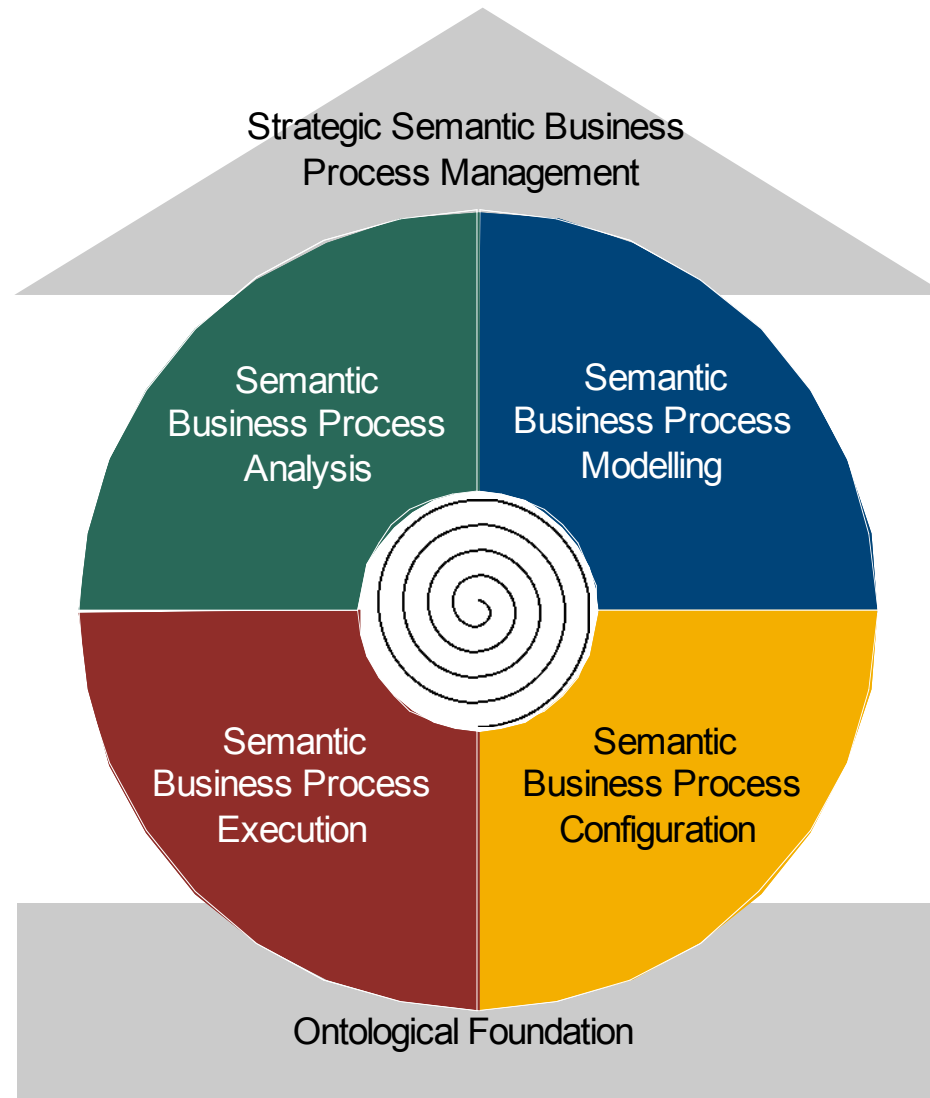 Strategic Semantic Business
Process Management
Semantic
Business Process
Analysis
Semantic
Business Process
Modelling
Semantic
Business Process
Execution
Semantic
Business Process
Configuration
Ontological Foundation